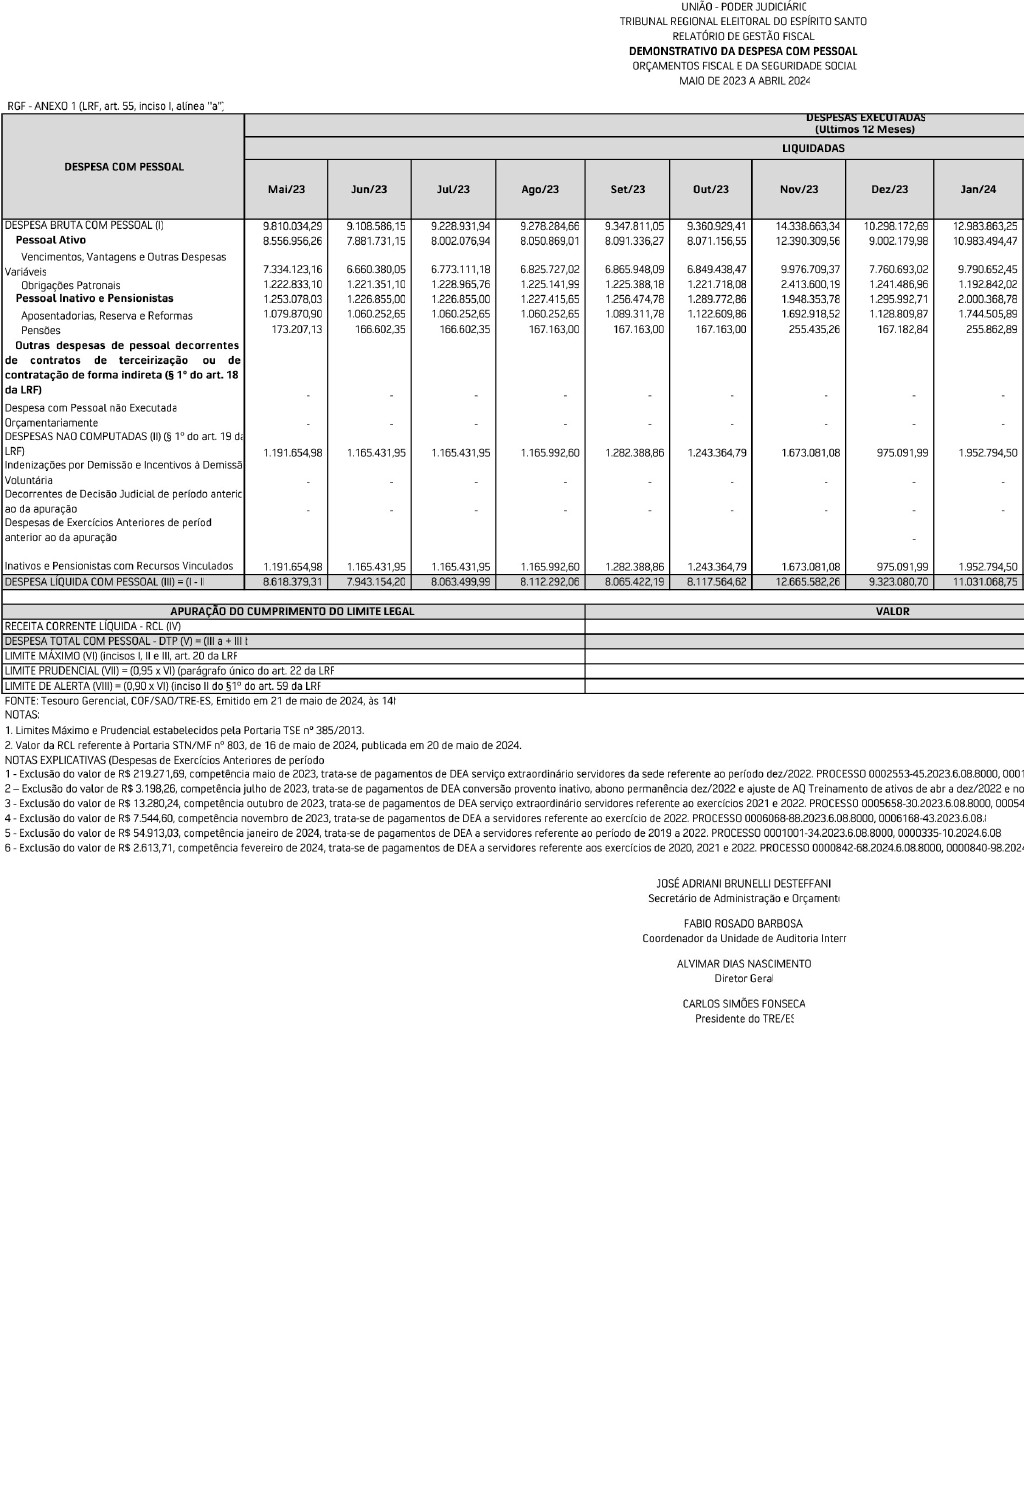 UNIÃO - PODER JUDICIÁRIO
TRIBUNAL REGIONAL ELEITORAL DO ESPÍRITO SANTO
RELATÓRIO DE GESTÃO FISCAL
DEMONSTRATIVO DA DESPESA COM PESSOAL
ORÇAMENTOS FISCAL E DA SEGURIDADE SOCIAL
MAIO DE 2023 A ABRIL 2024
RGF - ANEXO 1 (LRF, art. 55, inciso I, alínea "a")
DESPESA COM PESSOAL
DESPESAS EXECUTADAS
(Últimos 12 Meses)
LIQUIDADAS
Mai/23 Jun/23 Jul/23 Ago/23 Set/23 Out/23 Nov/23 Dez/23 Jan/24
DESPESA BRUTA COM PESSOAL (I) 9.810.034,29 9.108.586,15 9.228.931,94 9.278.284,66 9.347.811,05 9.360.929,41 14.338.663,34 10.298.172,69 12.983.863,25
Pessoal Ativo 8.556.956,26 7.881.731,15 8.002.076,94 8.050.869,01 8.091.336,27 8.071.156,55 12.390.309,56 9.002.179,98 10.983.494,47
Vencimentos, Vantagens e Outras Despesas
Variáveis 7.334.123,16 6.660.380,05 6.773.111,18 6.825.727,02 6.865.948,09 6.849.438,47 9.976.709,37 7.760.693,02 9.790.652,45
Obrigações Patronais 1.222.833,10 1.221.351,10 1.228.965,76 1.225.141,99 1.225.388,18 1.221.718,08 2.413.600,19 1.241.486,96 1.192.842,02
Pessoal Inativo e Pensionistas 1.253.078,03 1.226.855,00 1.226.855,00 1.227.415,65 1.256.474,78 1.289.772,86 1.948.353,78 1.295.992,71 2.000.368,78
Aposentadorias, Reserva e Reformas 1.079.870,90 1.060.252,65 1.060.252,65 1.060.252,65 1.089.311,78 1.122.609,86 1.692.918,52 1.128.809,87 1.744.505,89
Pensões 173.207,13 166.602,35 166.602,35 167.163,00 167.163,00 167.163,00 255.435,26 167.182,84 255.862,89
Outras despesas de pessoal decorrentes
de contratos de terceirização ou de
contratação de forma indireta (§ 1º do art. 18
da LRF) - - - - - - - - -
Despesa com Pessoal não Executada
Orçamentariamente - - - - - - - - -
DESPESAS NÃO COMPUTADAS (II) (§ 1º do art. 19 da
LRF) 1.191.654,98 1.165.431,95 1.165.431,95 1.165.992,60 1.282.388,86 1.243.364,79 1.673.081,08 975.091,99 1.952.794,50
Indenizações por Demissão e Incentivos à Demissã
Voluntária - - - - - - - - -
Decorrentes de Decisão Judicial de período anteric
ao da apuração - - - - - - - - -
Despesas de Exercícios Anteriores de períod
anterior ao da apuração -
Inativos e Pensionistas com Recursos Vinculados 1.191.654,98 1.165.431,95 1.165.431,95 1.165.992,60 1.282.388,86 1.243.364,79 1.673.081,08 975.091,99 1.952.794,50
DESPESA LÍQUIDA COM PESSOAL (III) = (I - II 8.618.379,31 7.943.154,20 8.063.499,99 8.112.292,06 8.065.422,19 8.117.564,62 12.665.582,26 9.323.080,70 11.031.068,75
APURAÇÃO DO CUMPRIMENTO DO LIMITE LEGAL VALOR
RECEITA CORRENTE LÍQUIDA - RCL (IV)
DESPESA TOTAL COM PESSOAL - DTP (V) = (III a + III b
LIMITE MÁXIMO (VI) (incisos I, II e III, art. 20 da LRF
LIMITE PRUDENCIAL (VII) = (0,95 x VI) (parágrafo único do art. 22 da LRF
LIMITE DE ALERTA (VIII) = (0,90 x VI) (inciso II do §1º do art. 59 da LRF
FONTE: Tesouro Gerencial, COF/SAO/TRE-ES, Emitido em 21 de maio de 2024, às 14h
NOTAS:
1. Limites Máximo e Prudencial estabelecidos pela Portaria TSE nº 385/2013.
2. Valor da RCL referente à Portaria STN/MF nº 803, de 16 de maio de 2024, publicada em 20 de maio de 2024.
NOTAS EXPLICATIVAS (Despesas de Exercícios Anteriores de período
1 - Exclusão do valor de R$ 219.271,69, competência maio de 2023, trata-se de pagamentos de DEA serviço extraordinário servidores da sede referente ao período dez/2022. PROCESSO 0002553-45.2023.6.08.8000, 0001
2 – Exclusão do valor de R$ 3.198,26, competência julho de 2023, trata-se de pagamentos de DEA conversão provento inativo, abono permanência dez/2022 e ajuste de AQ Treinamento de ativos de abr a dez/2022 e no
3 - Exclusão do valor de R$ 13.280,24, competência outubro de 2023, trata-se de pagamentos de DEA serviço extraordinário servidores referente ao exercícios 2021 e 2022. PROCESSO 0005658-30.2023.6.08.8000, 00054
4 - Exclusão do valor de R$ 7.544,60, competência novembro de 2023, trata-se de pagamentos de DEA a servidores referente ao exercício de 2022. PROCESSO 0006068-88.2023.6.08.8000, 0006168-43.2023.6.08.
5 - Exclusão do valor de R$ 54.913,03, competência janeiro de 2024, trata-se de pagamentos de DEA a servidores referente ao período de 2019 a 2022. PROCESSO 0001001-34.2023.6.08.8000, 0000335-10.2024.6.08
6 - Exclusão do valor de R$ 2.613,71, competência fevereiro de 2024, trata-se de pagamentos de DEA a servidores referente aos exercícios de 2020, 2021 e 2022. PROCESSO 0000842-68.2024.6.08.8000, 0000840-98.2024
JOSÉ ADRIANI BRUNELLI DESTEFFANI
Secretário de Administração e Orçament
FABIO ROSADO BARBOSA
Coordenador da Unidade de Auditoria Interr
ALVIMAR DIAS NASCIMENTO
Diretor Geral
CARLOS SIMÕES FONSECA
Presidente do TRE/ES